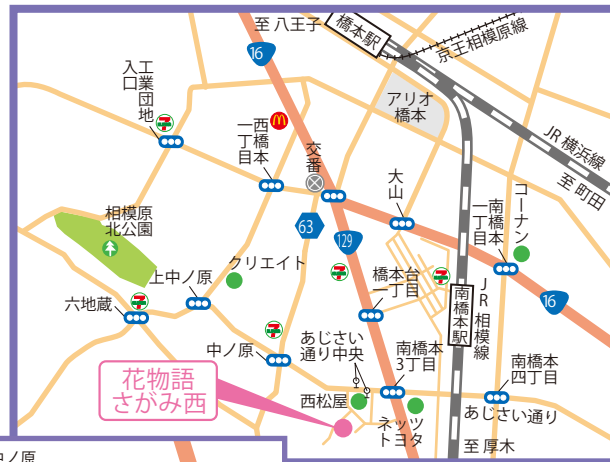 至 八王子
橋本駅
京王相模原線
16
工業団地
入口
アリオ
橋本
西橋本
一丁目
交番
JR 横浜線
至 町田
大山
南橋本
一丁目
コーナン
相模原
北公園
63
129
上中ノ原
クリエイト
橋本台
一丁目
南橋本駅
JR 相模線
16
六地蔵
中ノ原
あじさい
通り中央
南橋本
3丁目
南橋本
四丁目
花物語
さがみ西
西松屋
あじさい通り
ネッツ
トヨタ
至 厚木
中ノ原